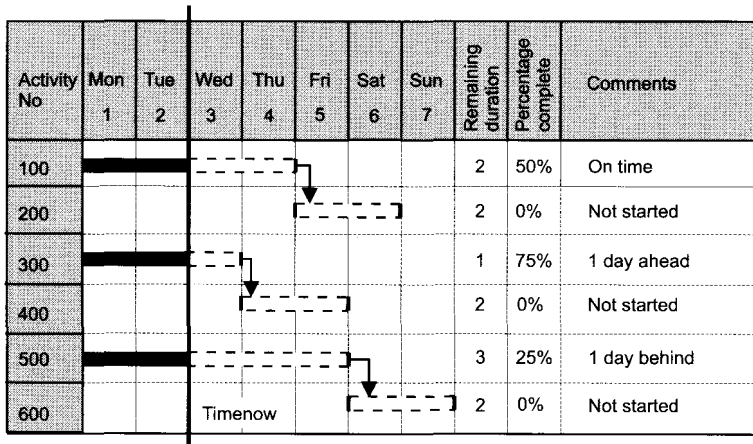 Activity No Mon 1 Tue 2 Wed 3 Thu 4 Fri 5 Sat 6 Sun 7 Remaining duration Percentage complete Comments
100 2 50% On time
200 2 0% Not started
300 1 75% 1 day ahead
400 2 0% Not started
500 3 25% 1 day behind
600 Timenow 2 0% Not started